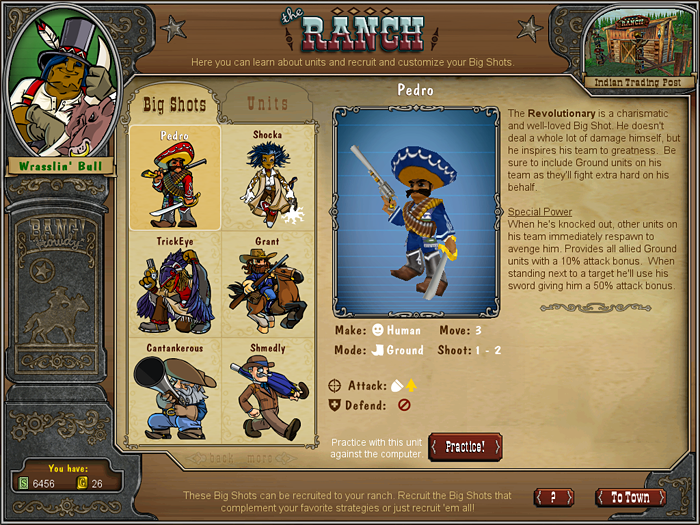 the RANCH
Here you can learn about units and recruit and customize your Big Shots.
RANCH
Indian Trading Post
Wrasslin' Bull
BANG!
Howdy
Big Shots
Units
Pedro
Shocka
TrickEye
Grant
Cantankerous
Shmedly
back more
Pedro
Make: Human Move: 3
Mode: Ground Shoot: 1 - 2
Attack:
Defend:
Practice with this unit
against the computer.
Practice!
The Revolutionary is a charismatic
and well-loved Big Shot. He doesn't
deal a whole lot of damage himself, but
he inspires his team to greatness. Be
sure to include Ground units on his
team as they'll fight extra hard on his
behalf.
Special Power
When he's knocked out, other units on
his team immediately respawn to
avenge him. Provides all allied Ground
units with a 10% attack bonus. When
standing next to a target he'll use his
sword giving him a 50% attack bonus.
You have:
S 6456 G 26
These Big Shots can be recruited to your ranch. Recruit the Big Shots that
complement your favorite strategies or just recruit 'em all!
?
To Town